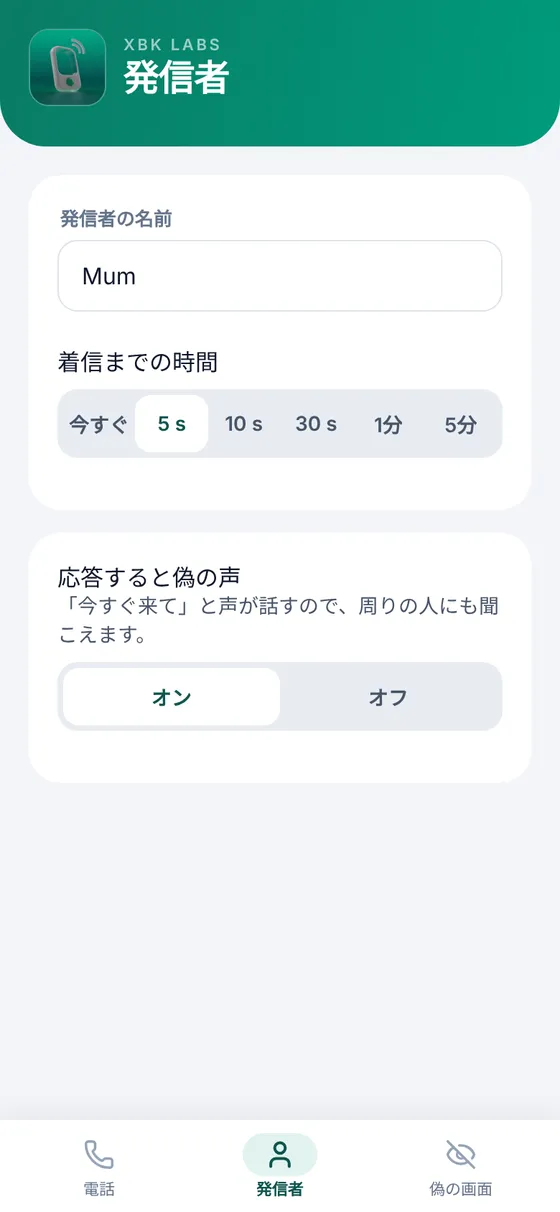 XBK LABS
発信者
発信者の名前
Mum
着信までの時間
今すぐ 5 s 10 s 30 s 1分 5分
応答すると偽の声
「今すぐ来て」と声が話すので、周りの人にも聞
こえます。
オン オフ
電話 発信者 偽の画面